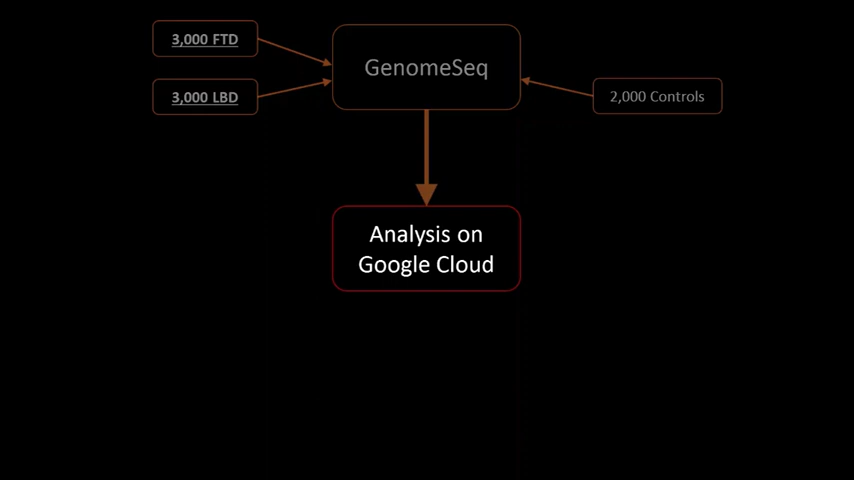 3,000 FTD
GenomeSeq
3,000 LBD
2,000 Controls
Analysis on
Google Cloud